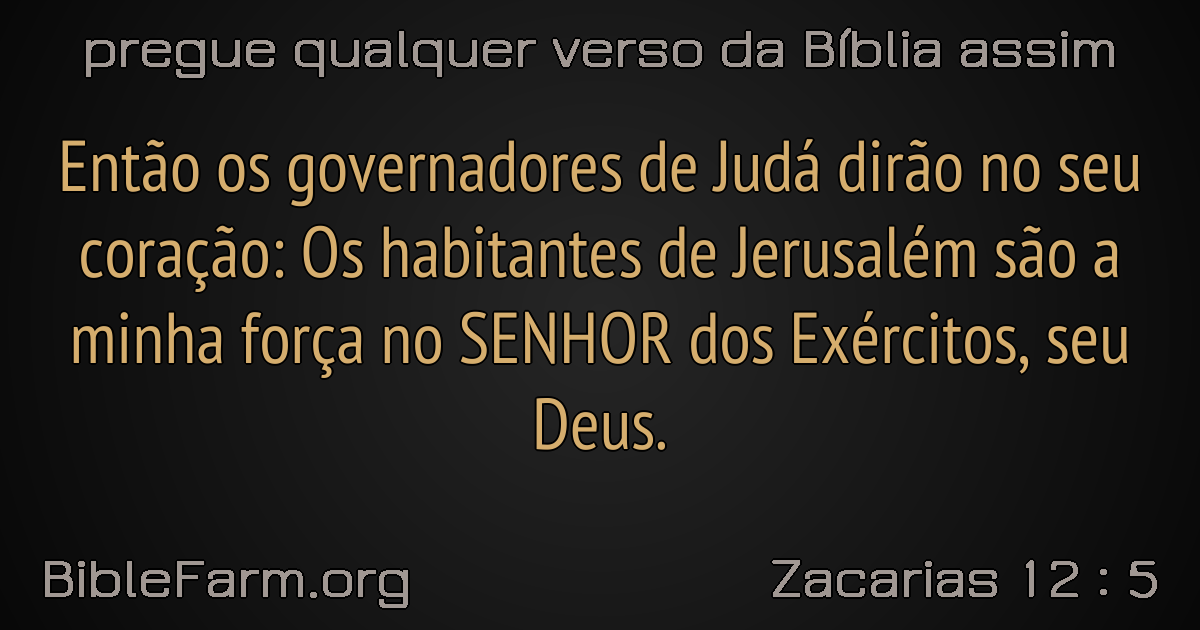 pregue qualquer verso da Bíblia assim
Então os governadores de Judá dirão no seu
coração: Os habitantes de Jerusalém são a
minha força no SENHOR dos Exércitos, seu
Deus.
BibleFarm.org
Zacarias 12 : 5